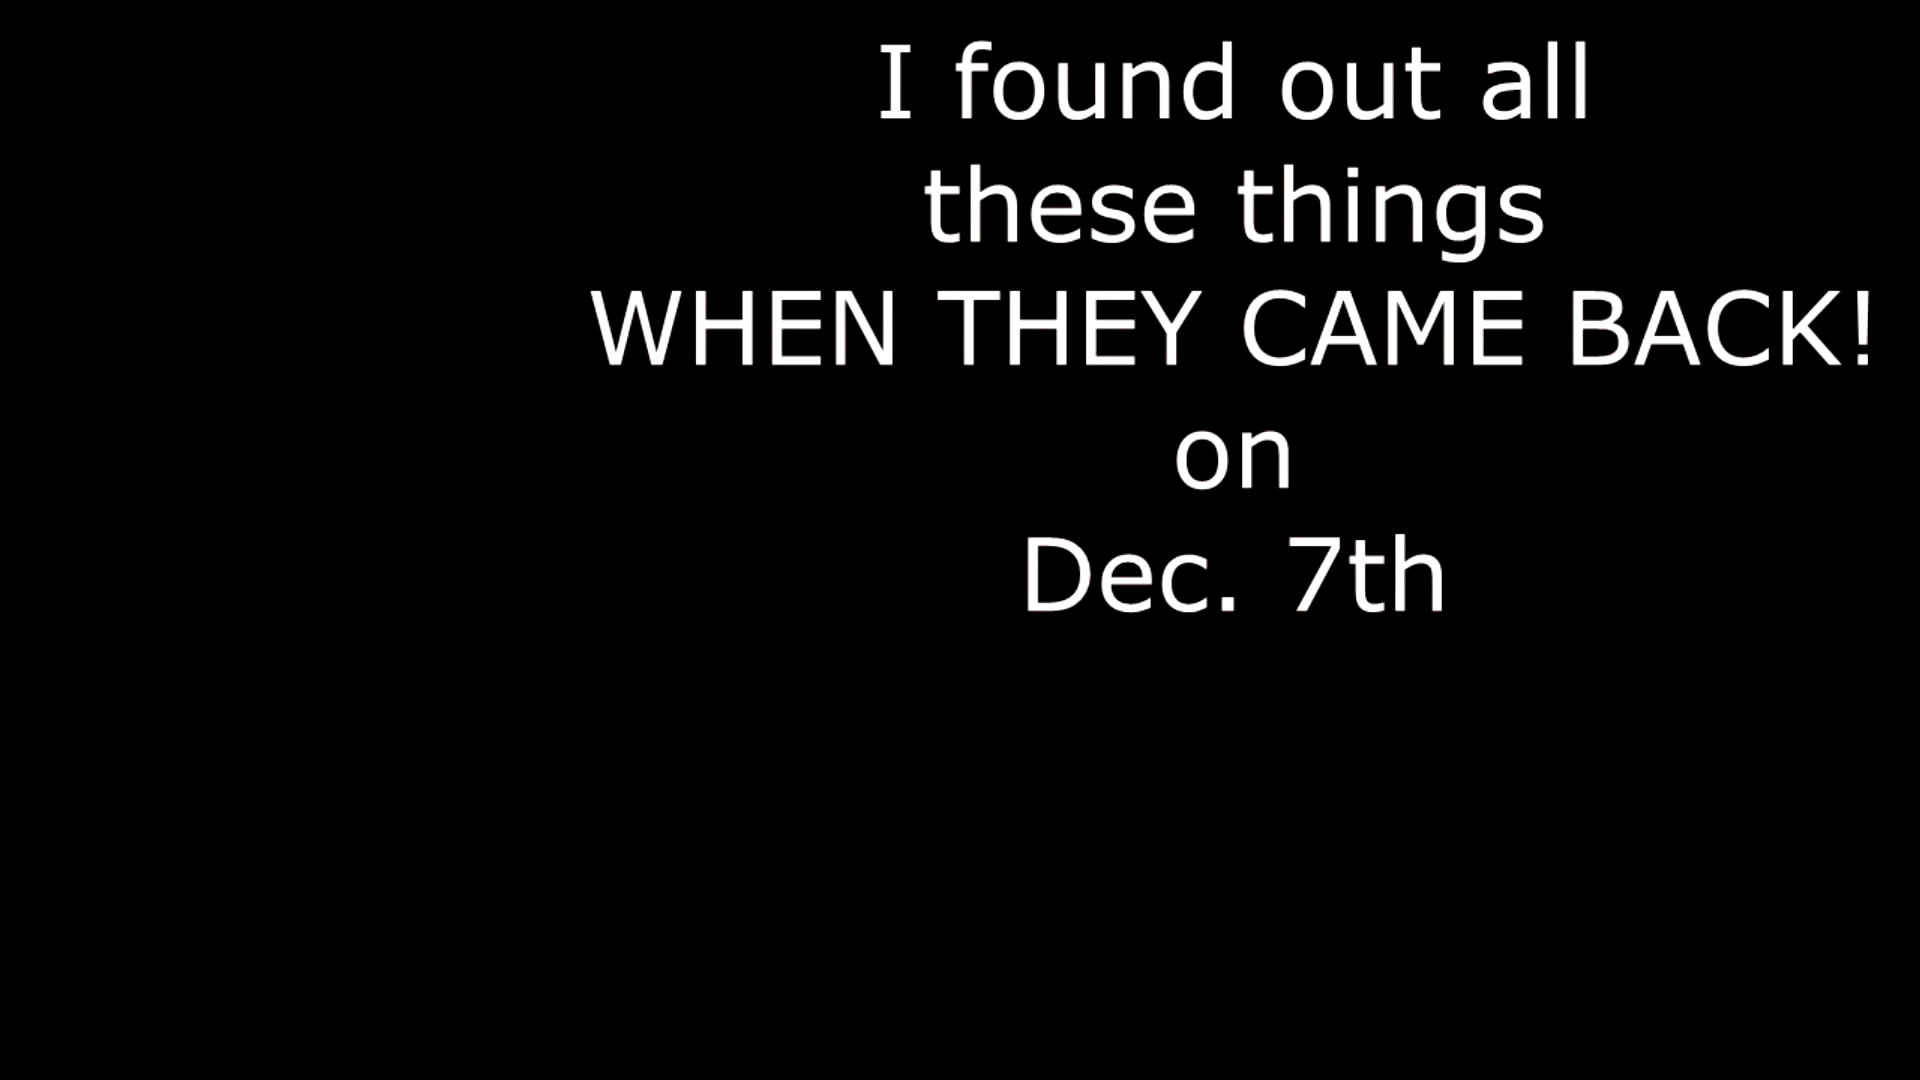 I found out all
these things
WHEN THEY CAME BACK!
on
Dec. 7th